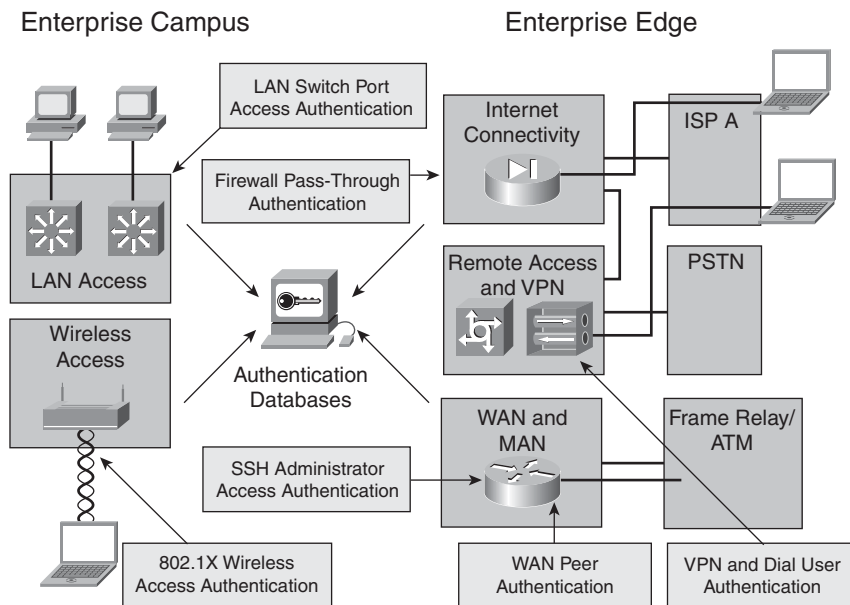 Enterprise Campus
Enterprise Edge
LAN Switch Port
Access Authentication
Internet
Connectivity
ISP A
Firewall Pass-Through
Authentication
LAN Access
Remote Access
and VPN
PSTN
Wireless
Access
Authentication
Databases
WAN and
MAN
Frame Relay/
ATM
SSH Administrator
Access Authentication
802.1X Wireless
Access Authentication
WAN Peer
Authentication
VPN and Dial User
Authentication